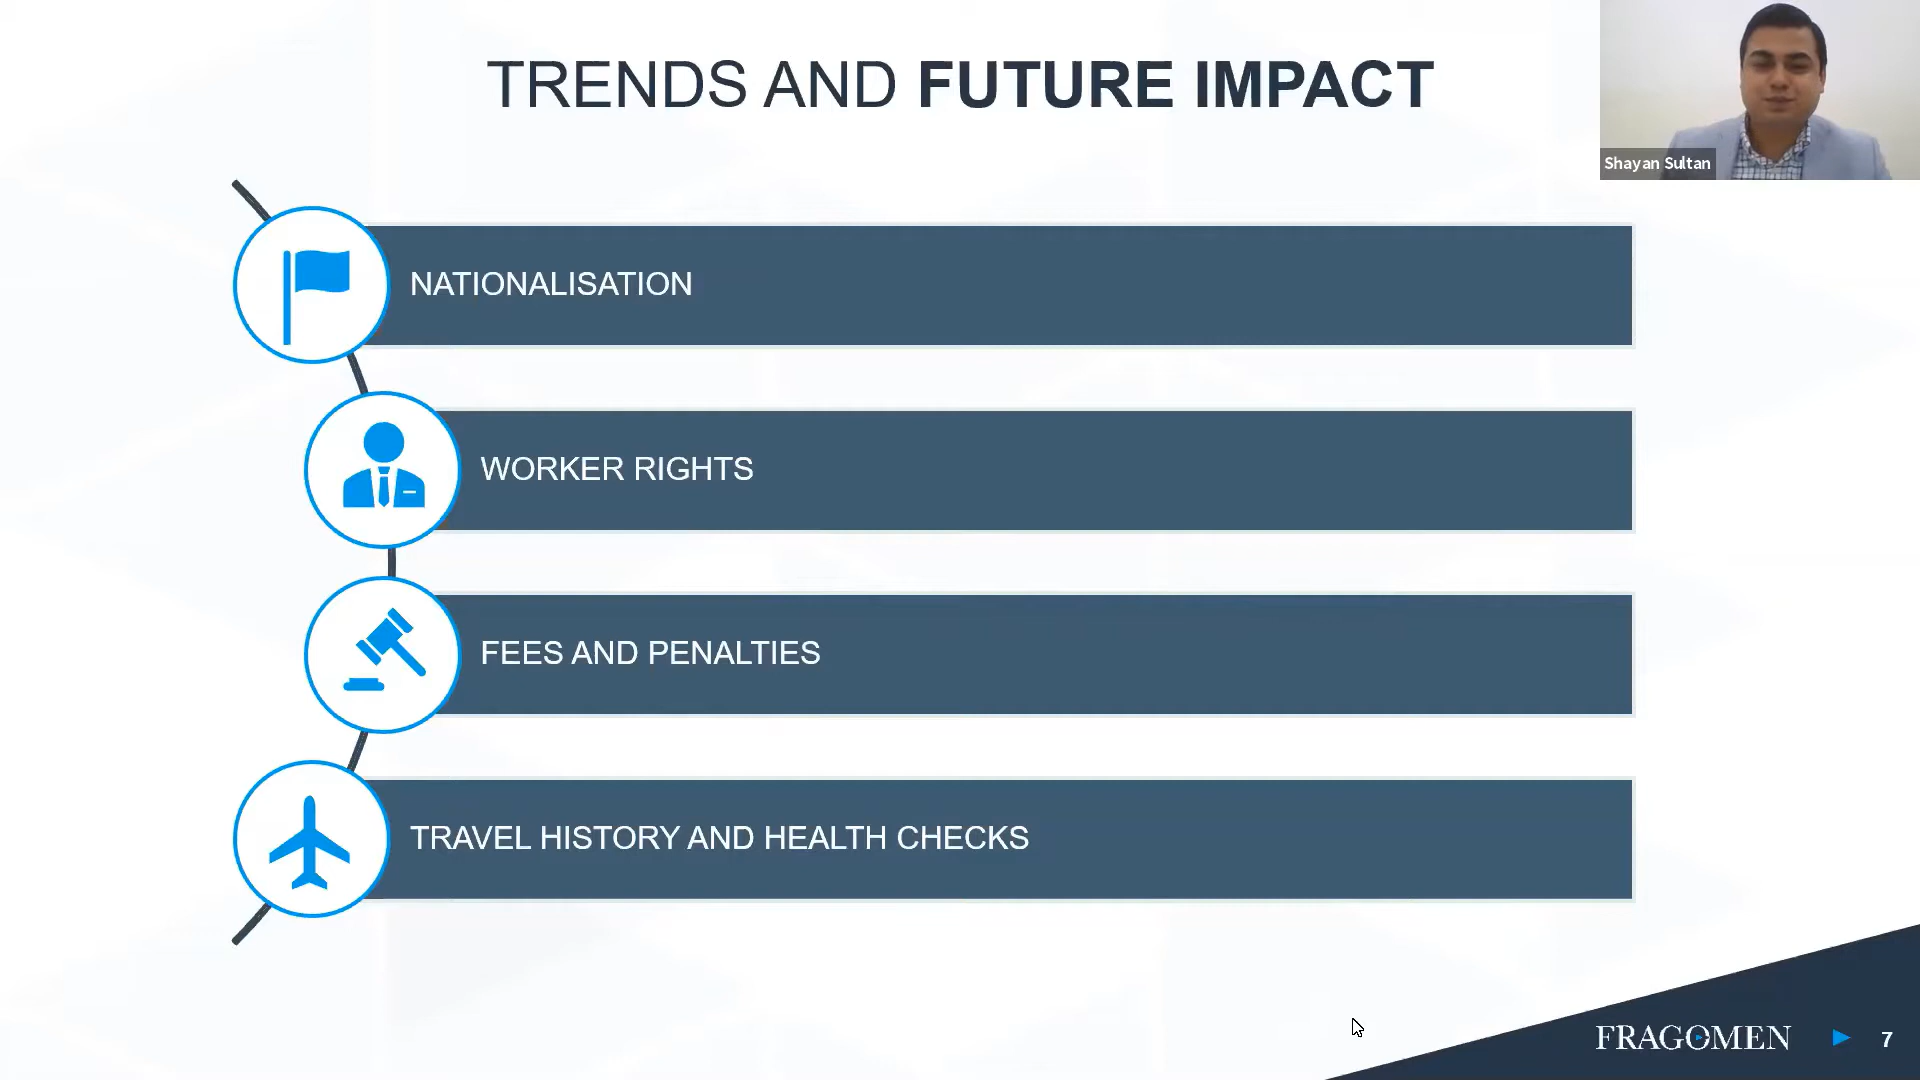 TRENDS AND FUTURE IMPACT
Shayan Sultan
NATIONALISATION
WORKER RIGHTS
FEES AND PENALTIES
TRAVEL HISTORY AND HEALTH CHECKS
FRAGOMEN
7